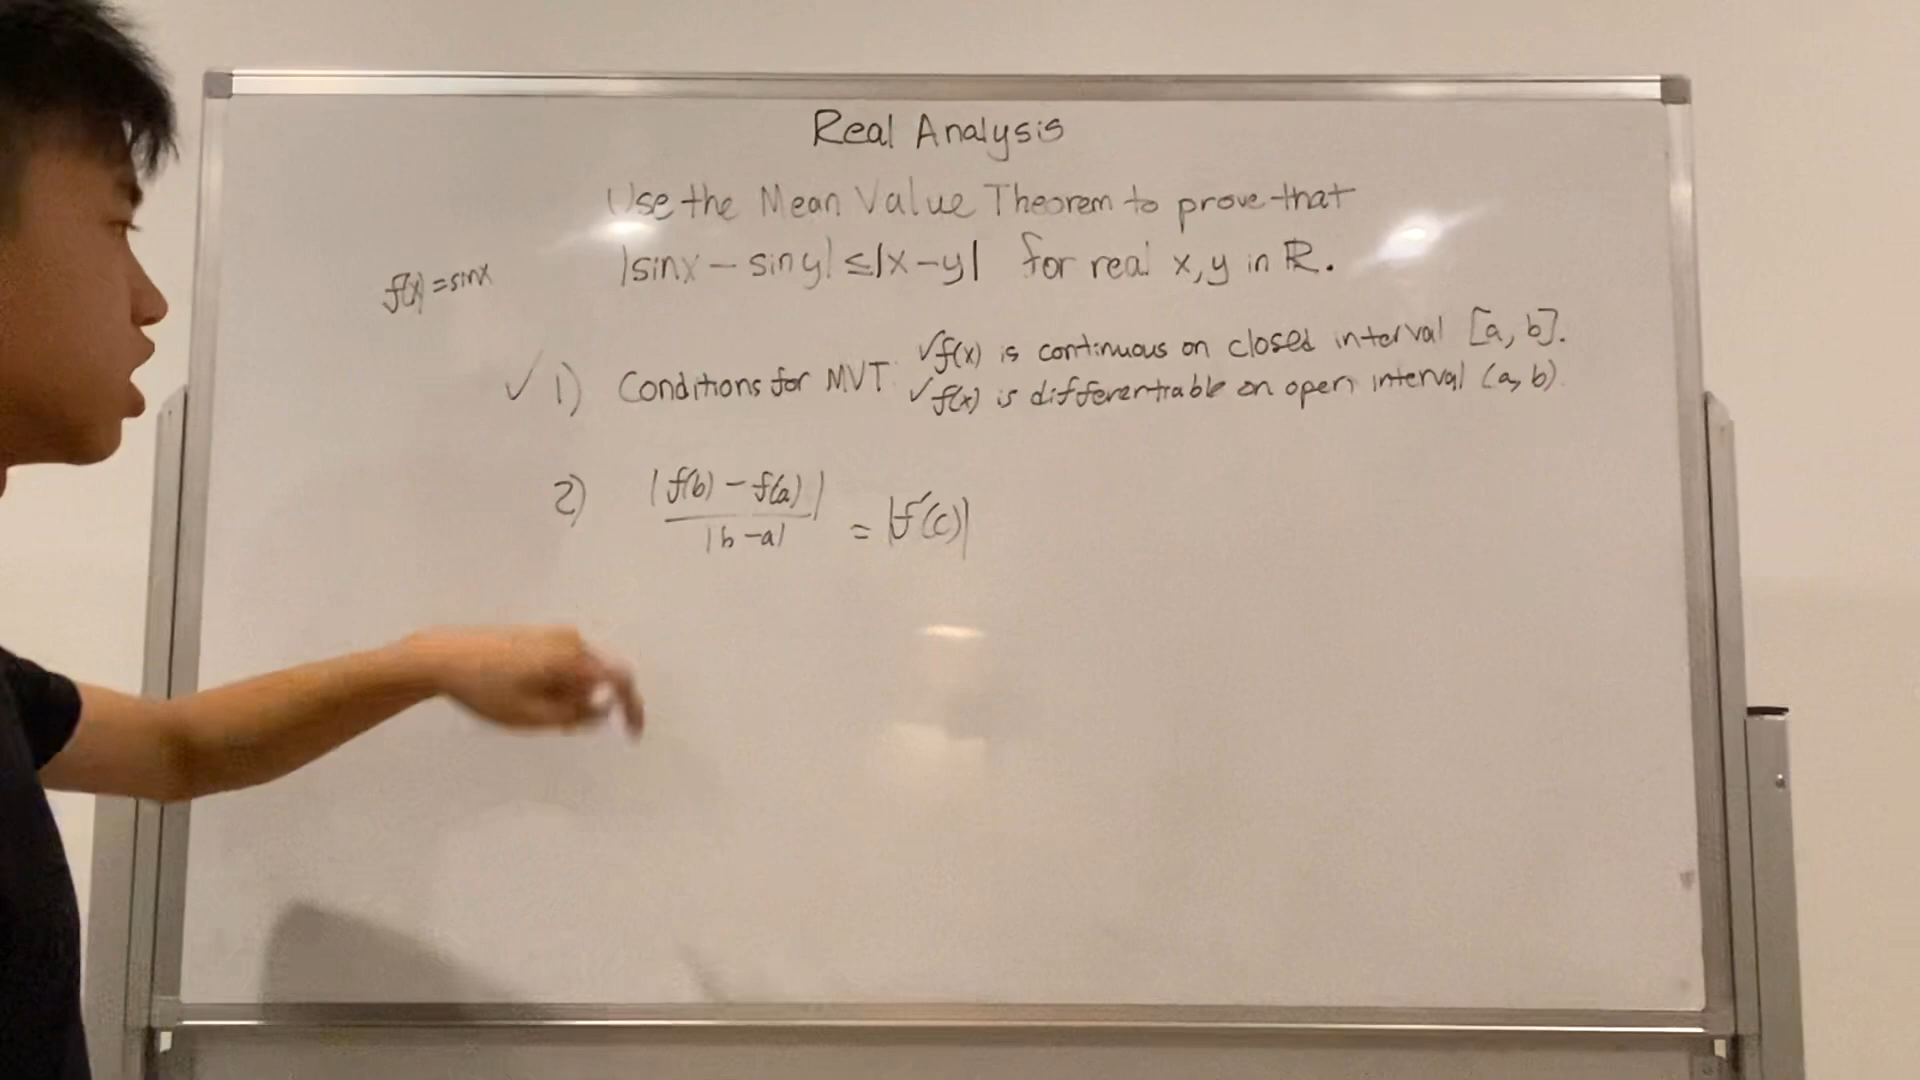 Real Analysis
Use the Mean Value Theorem to prove that
|sinx - siny| ≤ |x-y| for real x, y in ℝ.
f(x) = sinx
✓ 1) Conditions for MVT: ✓ f(x) is continuous on closed interval [a, b].
✓ f(x) is differentiable on open interval (a, b)
2) |f(b) - f(a)| / |b-a| = |f'(c)|